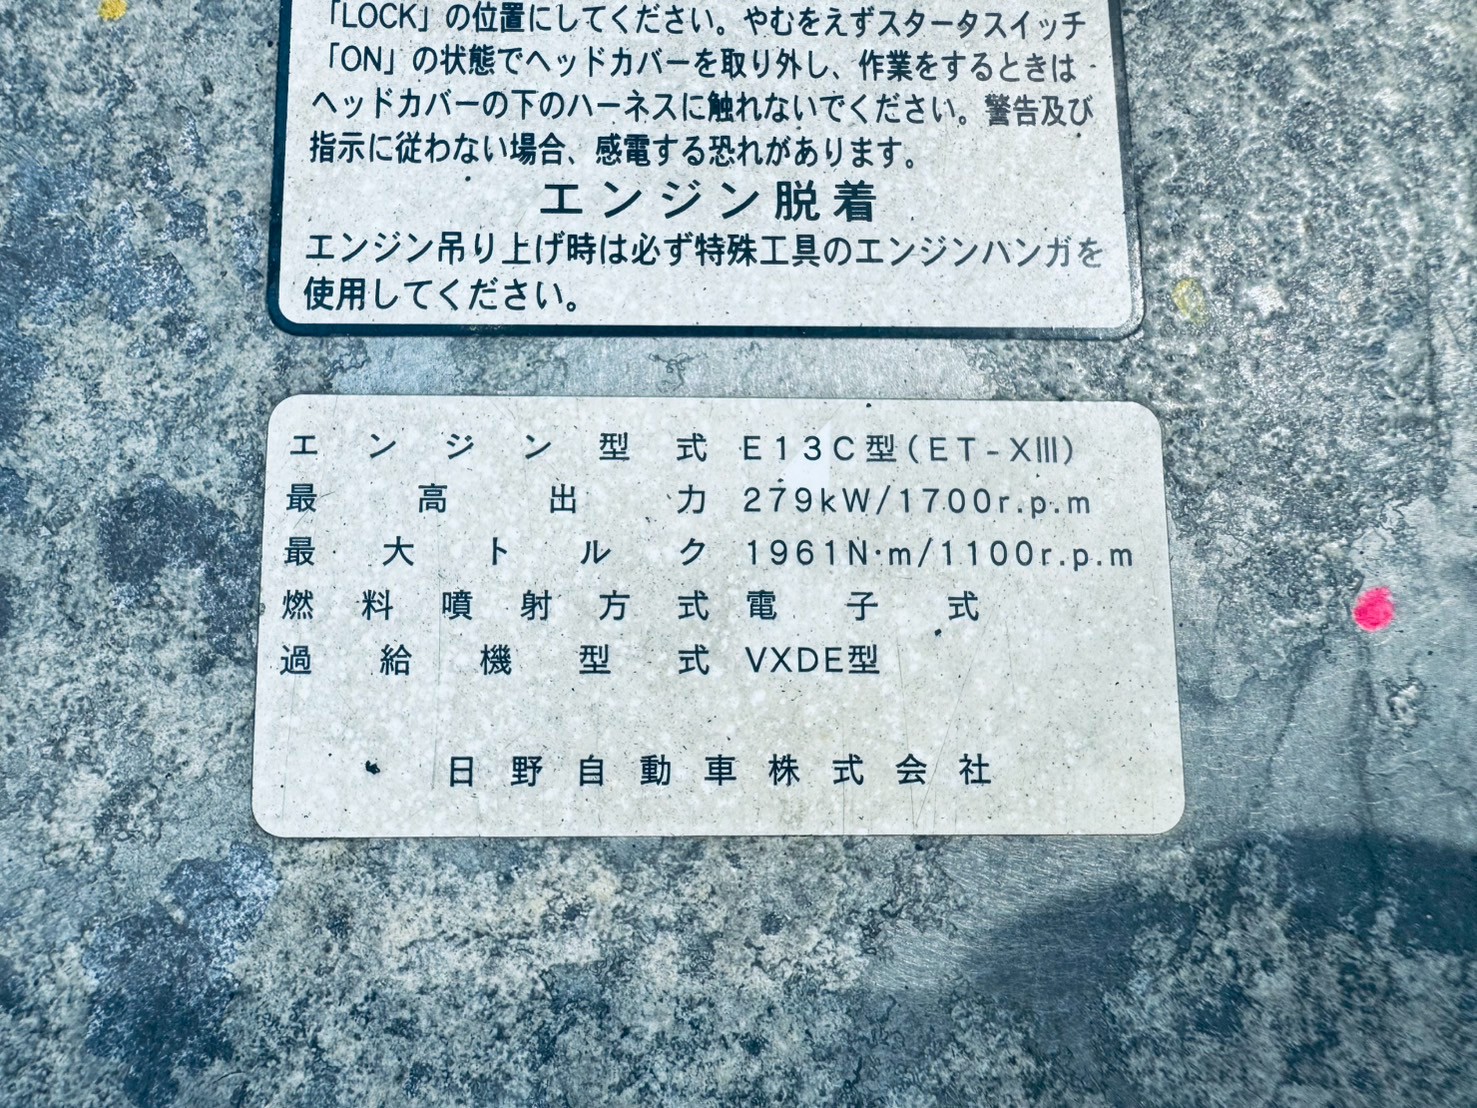 「LOCK」の位置にしてください。やむをえずスタータスイッチ
「ON」の状態でヘッドカバーを取り外し、作業をするときは
ヘッドカバーの下のハーネスに触れないでください。警告及び
指示に従わない場合、感電する恐れがあります。
エンジン脱着
エンジン吊り上げ時は必ず特殊工具のエンジンハンガを
使用してください。
エンジン型式 E13C型(ET-XⅢ)
最高出力 279kW/1700r.p.m
最大トルク 1961N·m/1100r.p.m
燃料噴射方式 電子式
過給機型式 VXDE型
日野自動車株式会社